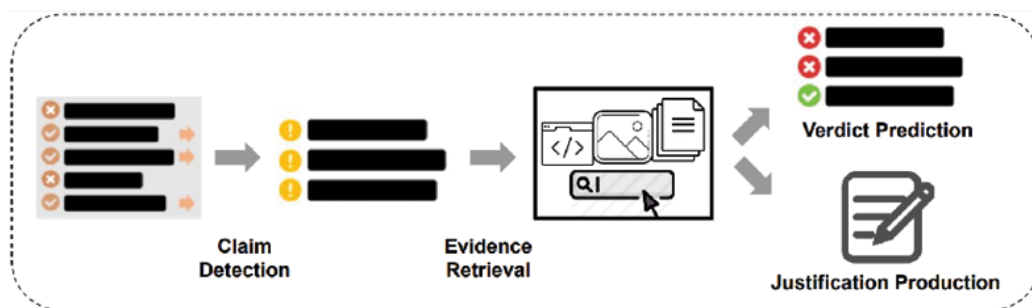 Claim
Detection
Evidence
Retrieval
</>
Verdict Prediction
Justification Production